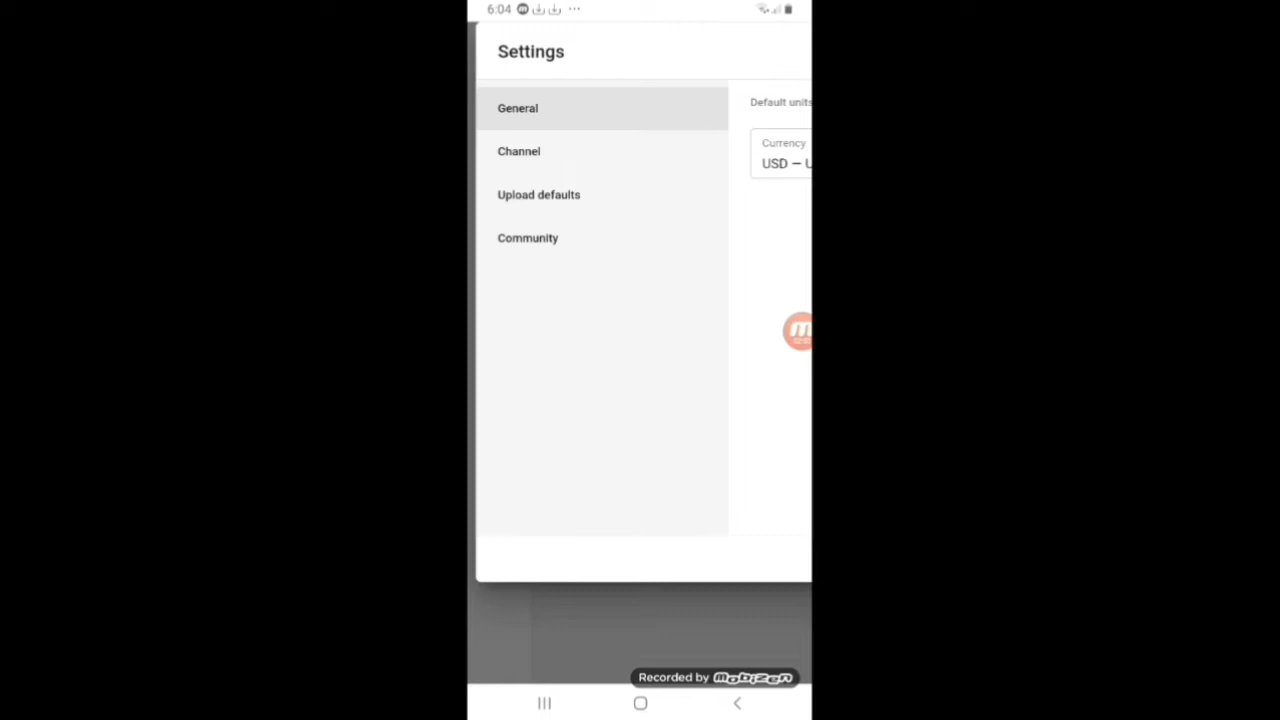 6:04
Settings
General
Channel
Upload defaults
Community
Default units
Currency
USD — U
Recorded by mobizen